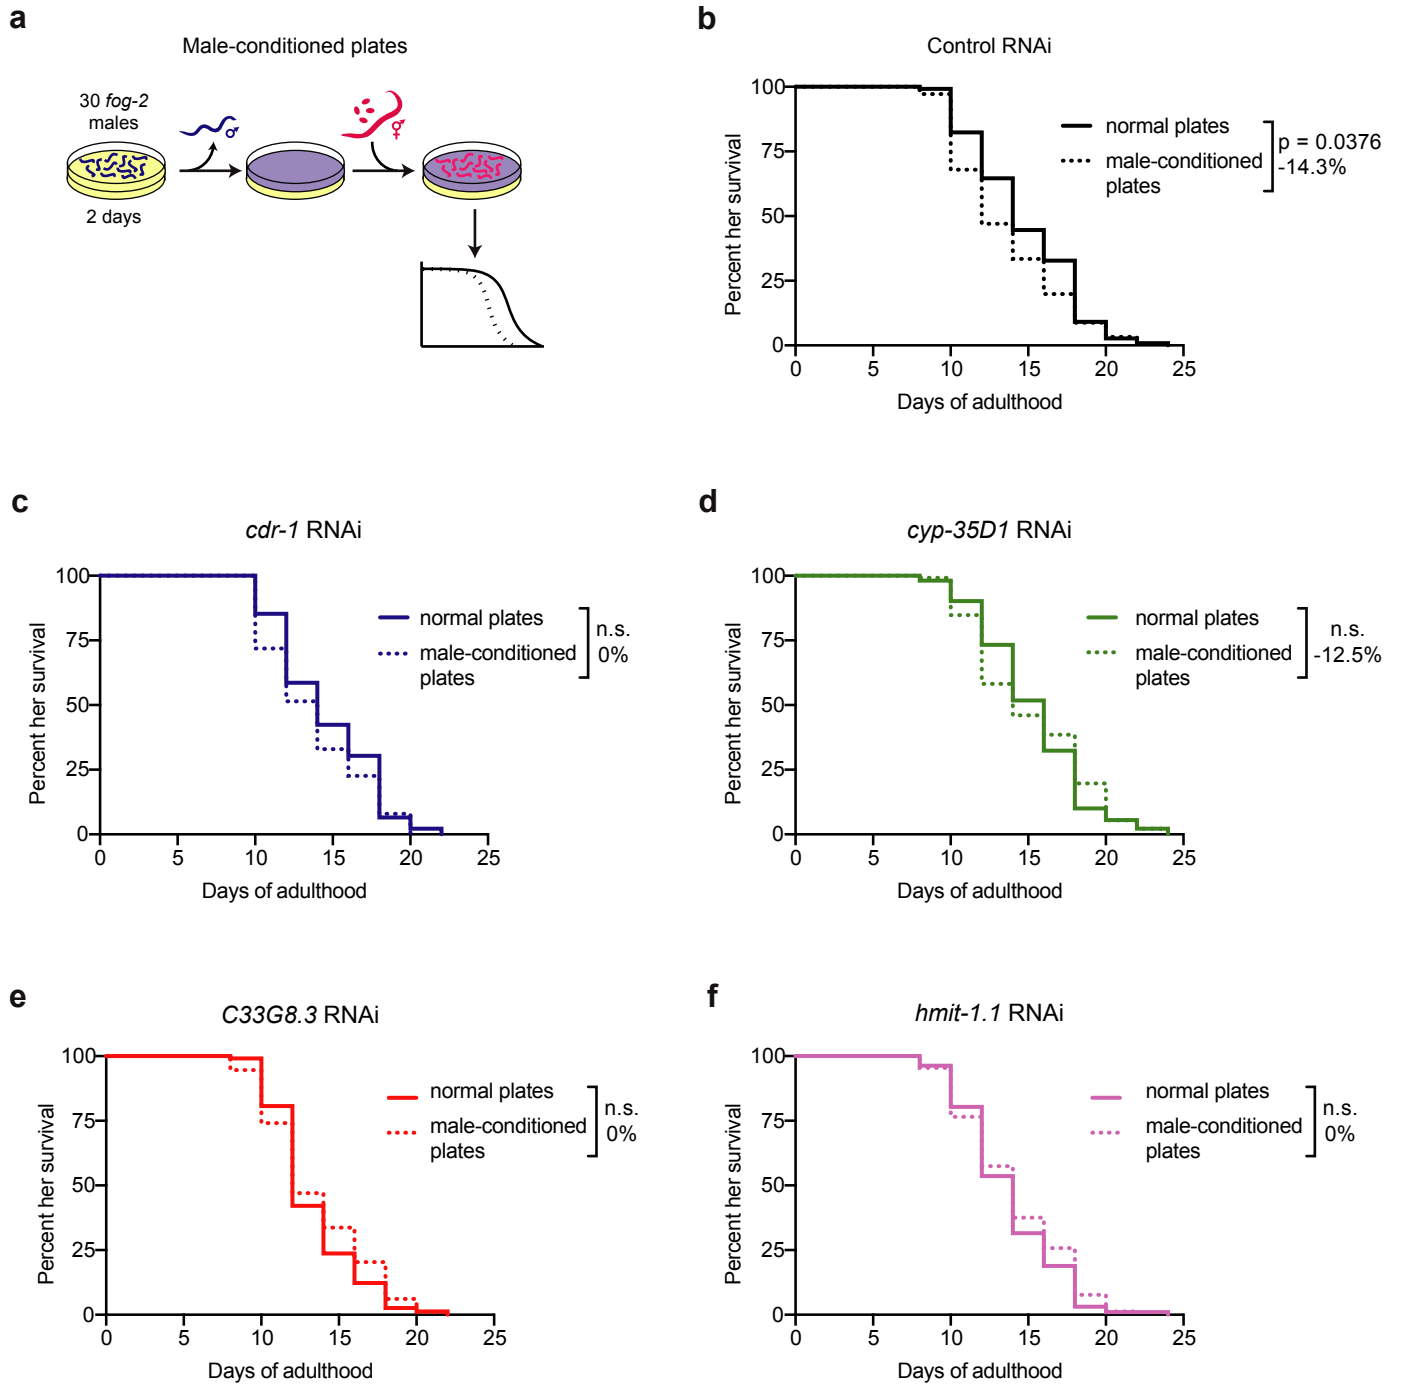 a
Male-conditioned plates
30 fog-2
males
♂
⚥
2 days
b
Control RNAi
Percent her survival
100
75
50
25
0
0 5 10 15 20 25
Days of adulthood
normal plates
male-conditioned
plates
p = 0.0376
-14.3%
c
cdr-1 RNAi
Percent her survival
100
75
50
25
0
0 5 10 15 20 25
Days of adulthood
normal plates
male-conditioned
plates
n.s.
0%
d
cyp-35D1 RNAi
Percent her survival
100
75
50
25
0
0 5 10 15 20 25
Days of adulthood
normal plates
male-conditioned
plates
n.s.
-12.5%
e
C33G8.3 RNAi
Percent her survival
100
75
50
25
0
0 5 10 15 20 25
Days of adulthood
normal plates
male-conditioned
plates
n.s.
0%
f
hmit-1.1 RNAi
Percent her survival
100
75
50
25
0
0 5 10 15 20 25
Days of adulthood
normal plates
male-conditioned
plates
n.s.
0%